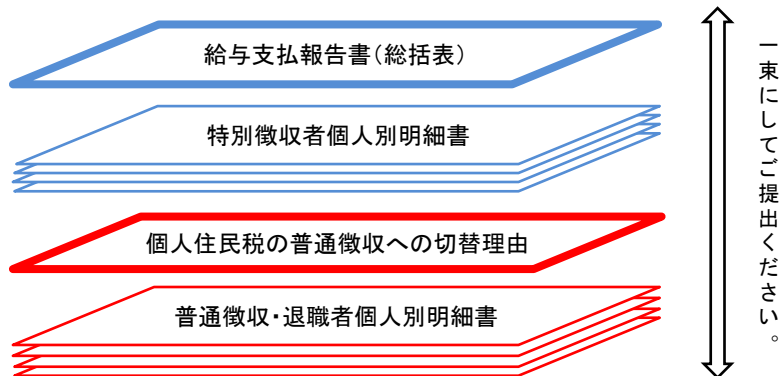 給与支払報告書(総括表)
特別徴収者個人別明細書
個人住民税の普通徴収への切替理由
普通徴収・退職者個人別明細書
一束にしてご提出ください。